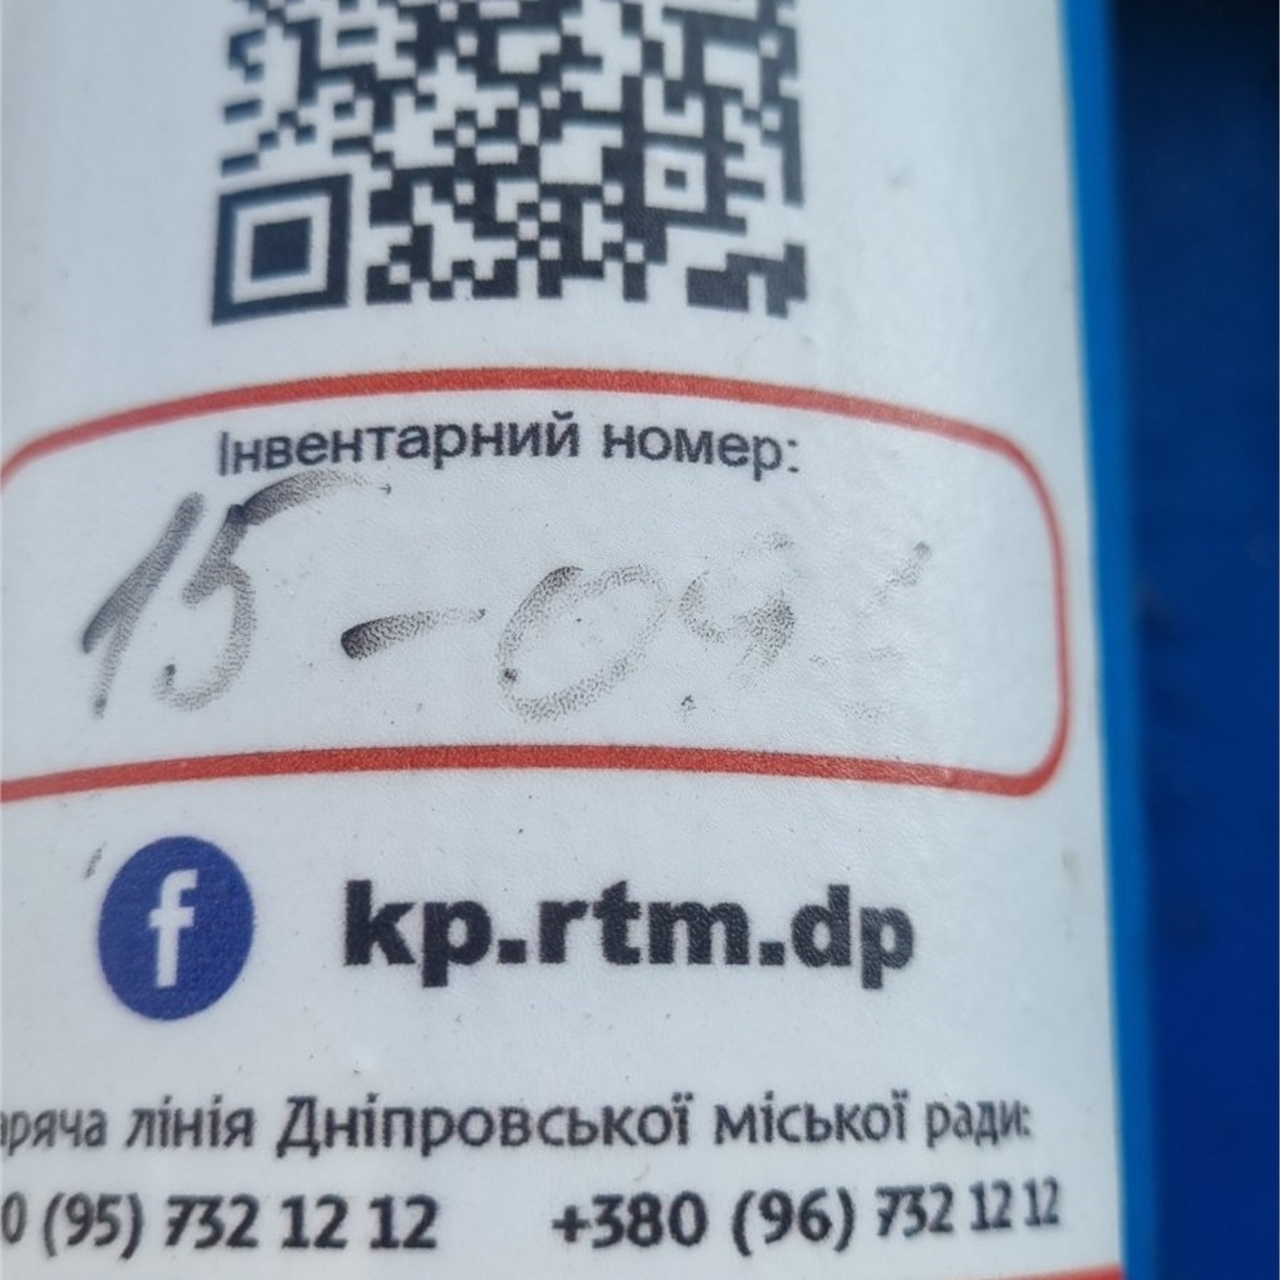 Інвентарний номер:
15-09
kp.rtm.dp
аряча лінія Дніпровської міської ради:
0 (95) 732 12 12 +380 (96) 732 12 12